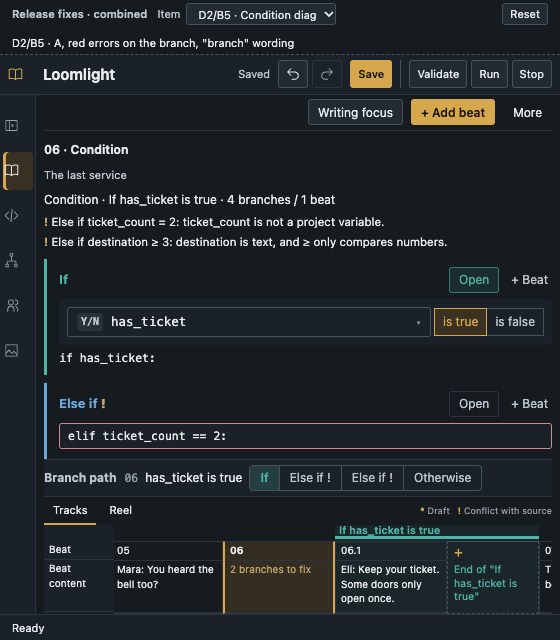 Release fixes · combined Item D2/B5 · Condition diag Reset
D2/B5 · A, red errors on the branch, "branch" wording
Loomlight Saved Save Validate Run Stop
Writing focus + Add beat More
06 · Condition
The last service
Condition · If has_ticket is true · 4 branches / 1 beat
! Else if ticket_count = 2: ticket_count is not a project variable.
! Else if destination ≥ 3: destination is text, and ≥ only compares numbers.
If Open + Beat
Y/N has_ticket is true is false
if has_ticket:
Else if ! Open + Beat
elif ticket_count == 2:
Branch path 06 has_ticket is true If Else if ! Else if ! Otherwise
Tracks Reel * Draft ! Conflict with source
If has_ticket is true
Beat 05 06 06.1 +
Beat content
Mara: You heard the bell too?
2 branches to fix
Eli: Keep your ticket. Some doors only open once.
End of "If has_ticket is true"
Ready